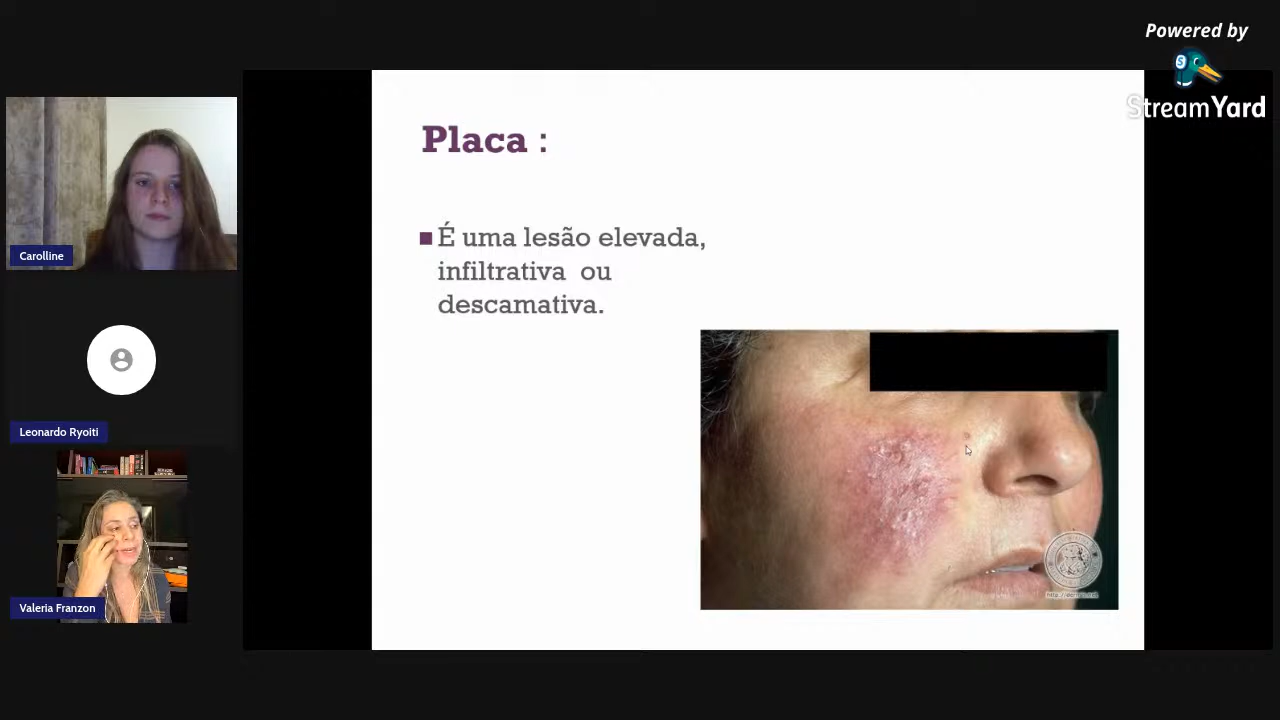 Powered by
StreamYard
Placa :
É uma lesão elevada,
infiltrativa ou
descamativa.
Carolline
Leonardo Ryoiti
Valeria Franzon